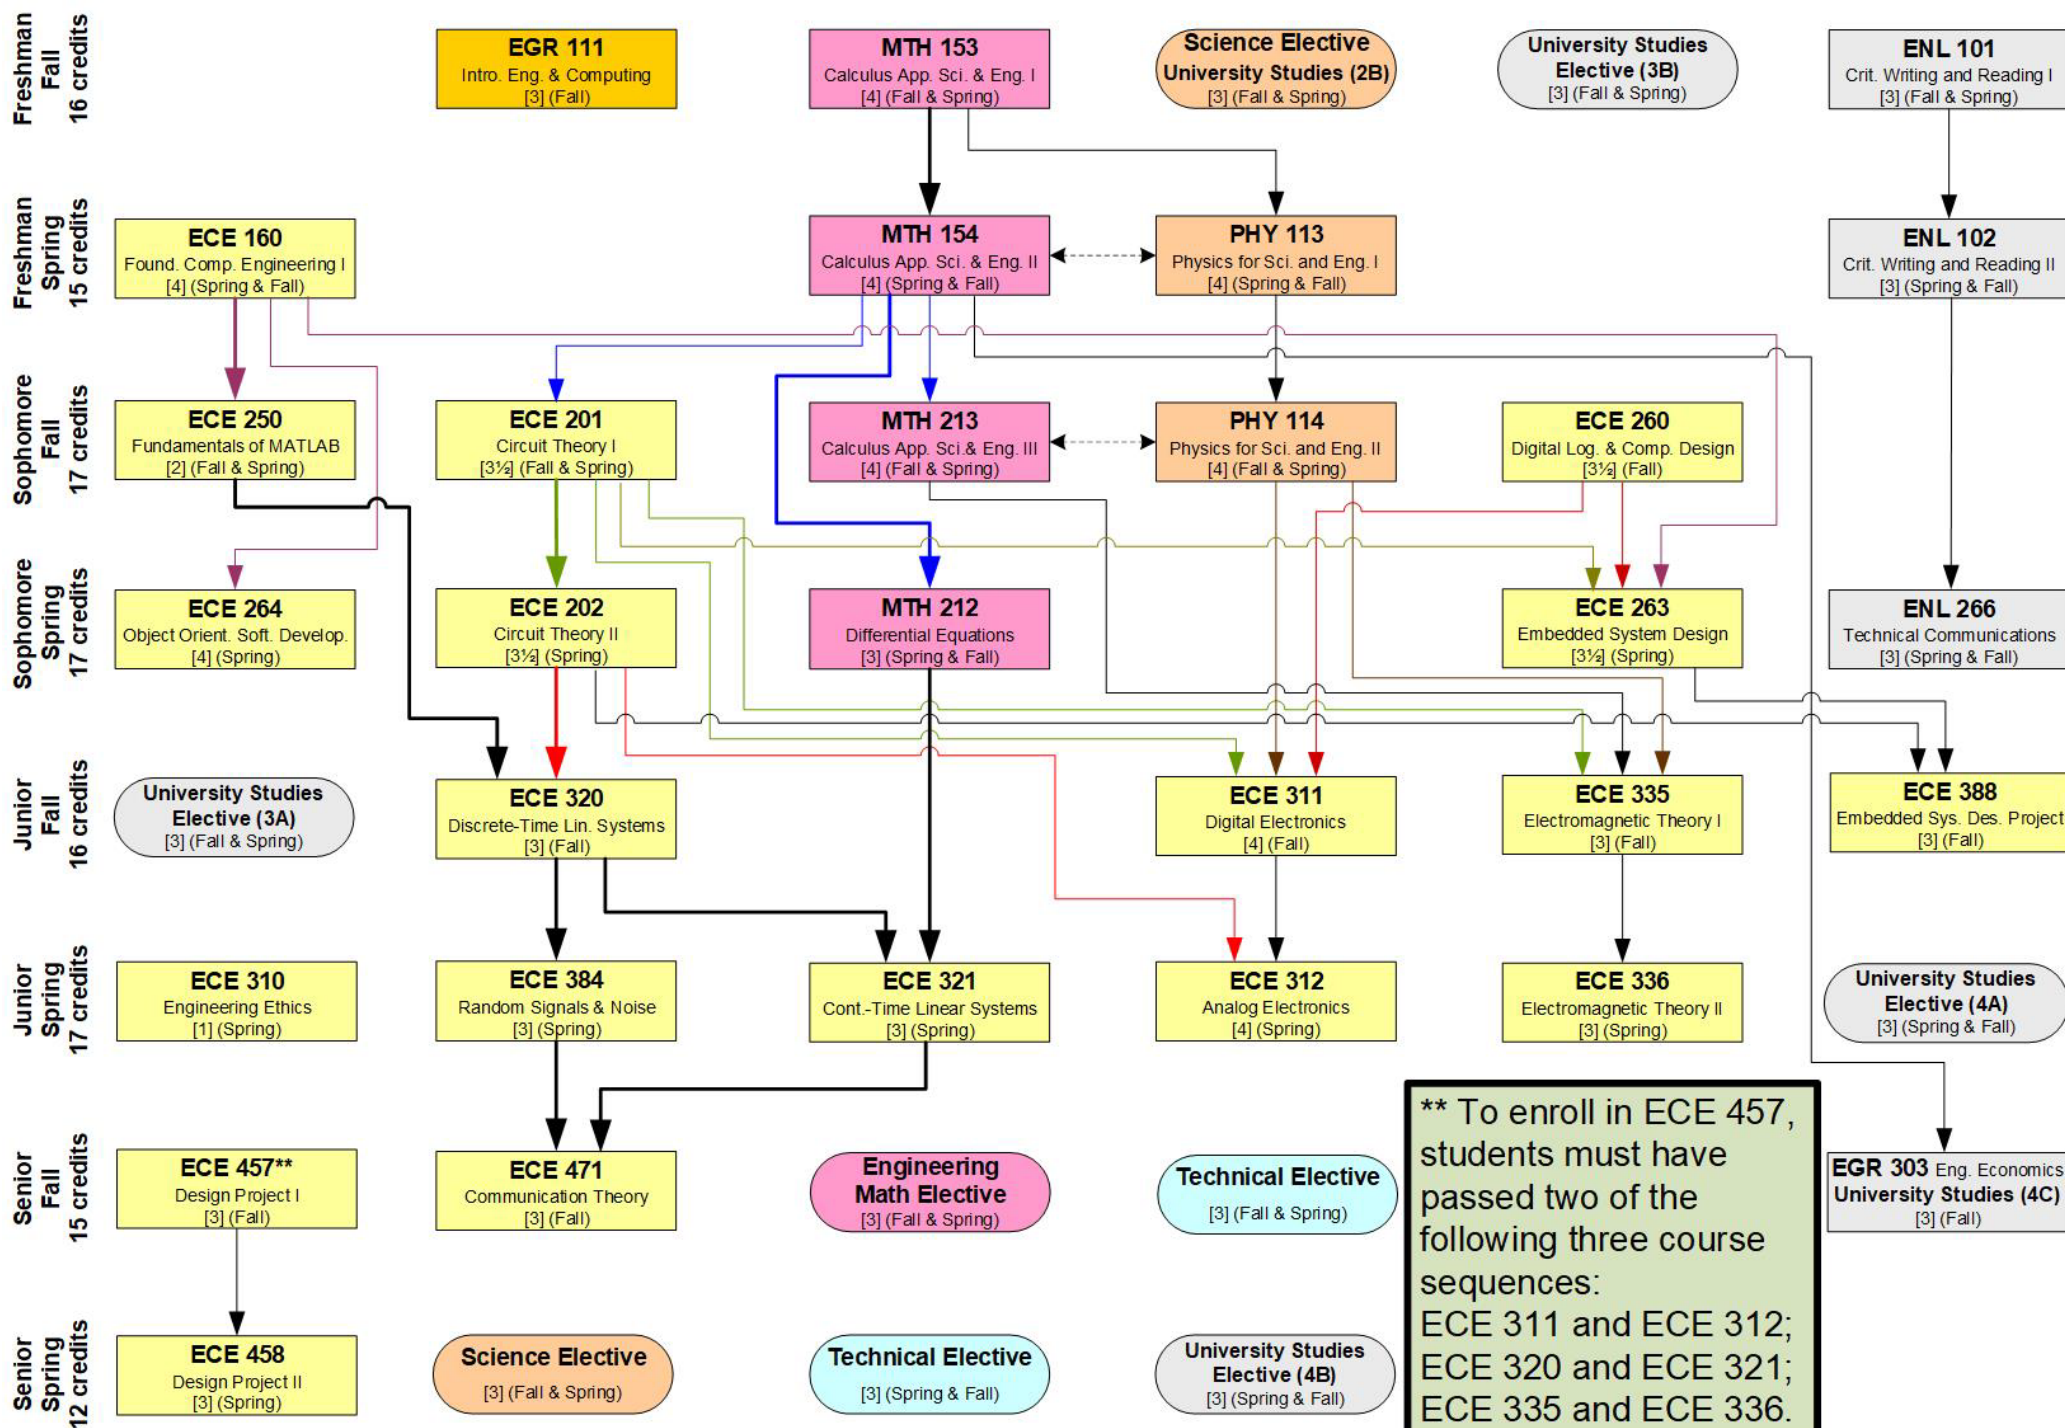 Freshman
Fall
16 credits
EGR 111
Intro. Eng. & Computing
[3] (Fall)
MTH 153
Calculus App. Sci. & Eng. I
[4] (Fall & Spring)
Science Elective
University Studies (2B)
[3] (Fall & Spring)
University Studies
Elective (3B)
[3] (Fall & Spring)
ENL 101
Crit. Writing and Reading I
[3] (Fall & Spring)
Freshman
Spring
15 credits
ECE 160
Found. Comp. Engineering I
[4] (Spring & Fall)
MTH 154
Calculus App. Sci. & Eng. II
[4] (Spring & Fall)
PHY 113
Physics for Sci. and Eng. I
[4] (Spring & Fall)
ENL 102
Crit. Writing and Reading II
[3] (Spring & Fall)
Sophomore
Fall
17 credits
ECE 250
Fundamentals of MATLAB
[2] (Fall & Spring)
ECE 201
Circuit Theory I
[3½] (Fall & Spring)
MTH 213
Calculus App. Sci.& Eng. III
[4] (Fall & Spring)
PHY 114
Physics for Sci. and Eng. II
[4] (Fall & Spring)
ECE 260
Digital Log. & Comp. Design
[3½] (Fall)
Sophomore
Spring
17 credits
ECE 264
Object Orient. Soft. Develop.
[4] (Spring)
ECE 202
Circuit Theory II
[3½] (Spring)
MTH 212
Differential Equations
[3] (Spring & Fall)
ECE 263
Embedded System Design
[3½] (Spring)
ENL 266
Technical Communications
[3] (Spring & Fall)
Junior
Fall
16 credits
University Studies
Elective (3A)
[3] (Fall & Spring)
ECE 320
Discrete-Time Lin. Systems
[3] (Fall)
ECE 311
Digital Electronics
[4] (Fall)
ECE 335
Electromagnetic Theory I
[3] (Fall)
ECE 388
Embedded Sys. Des. Project
[3] (Fall)
Junior
Spring
17 credits
ECE 310
Engineering Ethics
[1] (Spring)
ECE 384
Random Signals & Noise
[3] (Spring)
ECE 321
Cont.-Time Linear Systems
[3] (Spring)
ECE 312
Analog Electronics
[4] (Spring)
ECE 336
Electromagnetic Theory II
[3] (Spring)
University Studies
Elective (4A)
[3] (Spring & Fall)
Senior
Fall
15 credits
ECE 457**
Design Project I
[3] (Fall)
ECE 471
Communication Theory
[3] (Fall)
Engineering
Math Elective
[3] (Fall & Spring)
Technical Elective
[3] (Fall & Spring)
EGR 303 Eng. Economics
University Studies (4C)
[3] (Fall)
Senior
Spring
12 credits
ECE 458
Design Project II
[3] (Spring)
Science Elective
[3] (Fall & Spring)
Technical Elective
[3] (Spring & Fall)
University Studies
Elective (4B)
[3] (Spring & Fall)
** To enroll in ECE 457,
students must have
passed two of the
following three course
sequences:
ECE 311 and ECE 312;
ECE 320 and ECE 321;
ECE 335 and ECE 336.